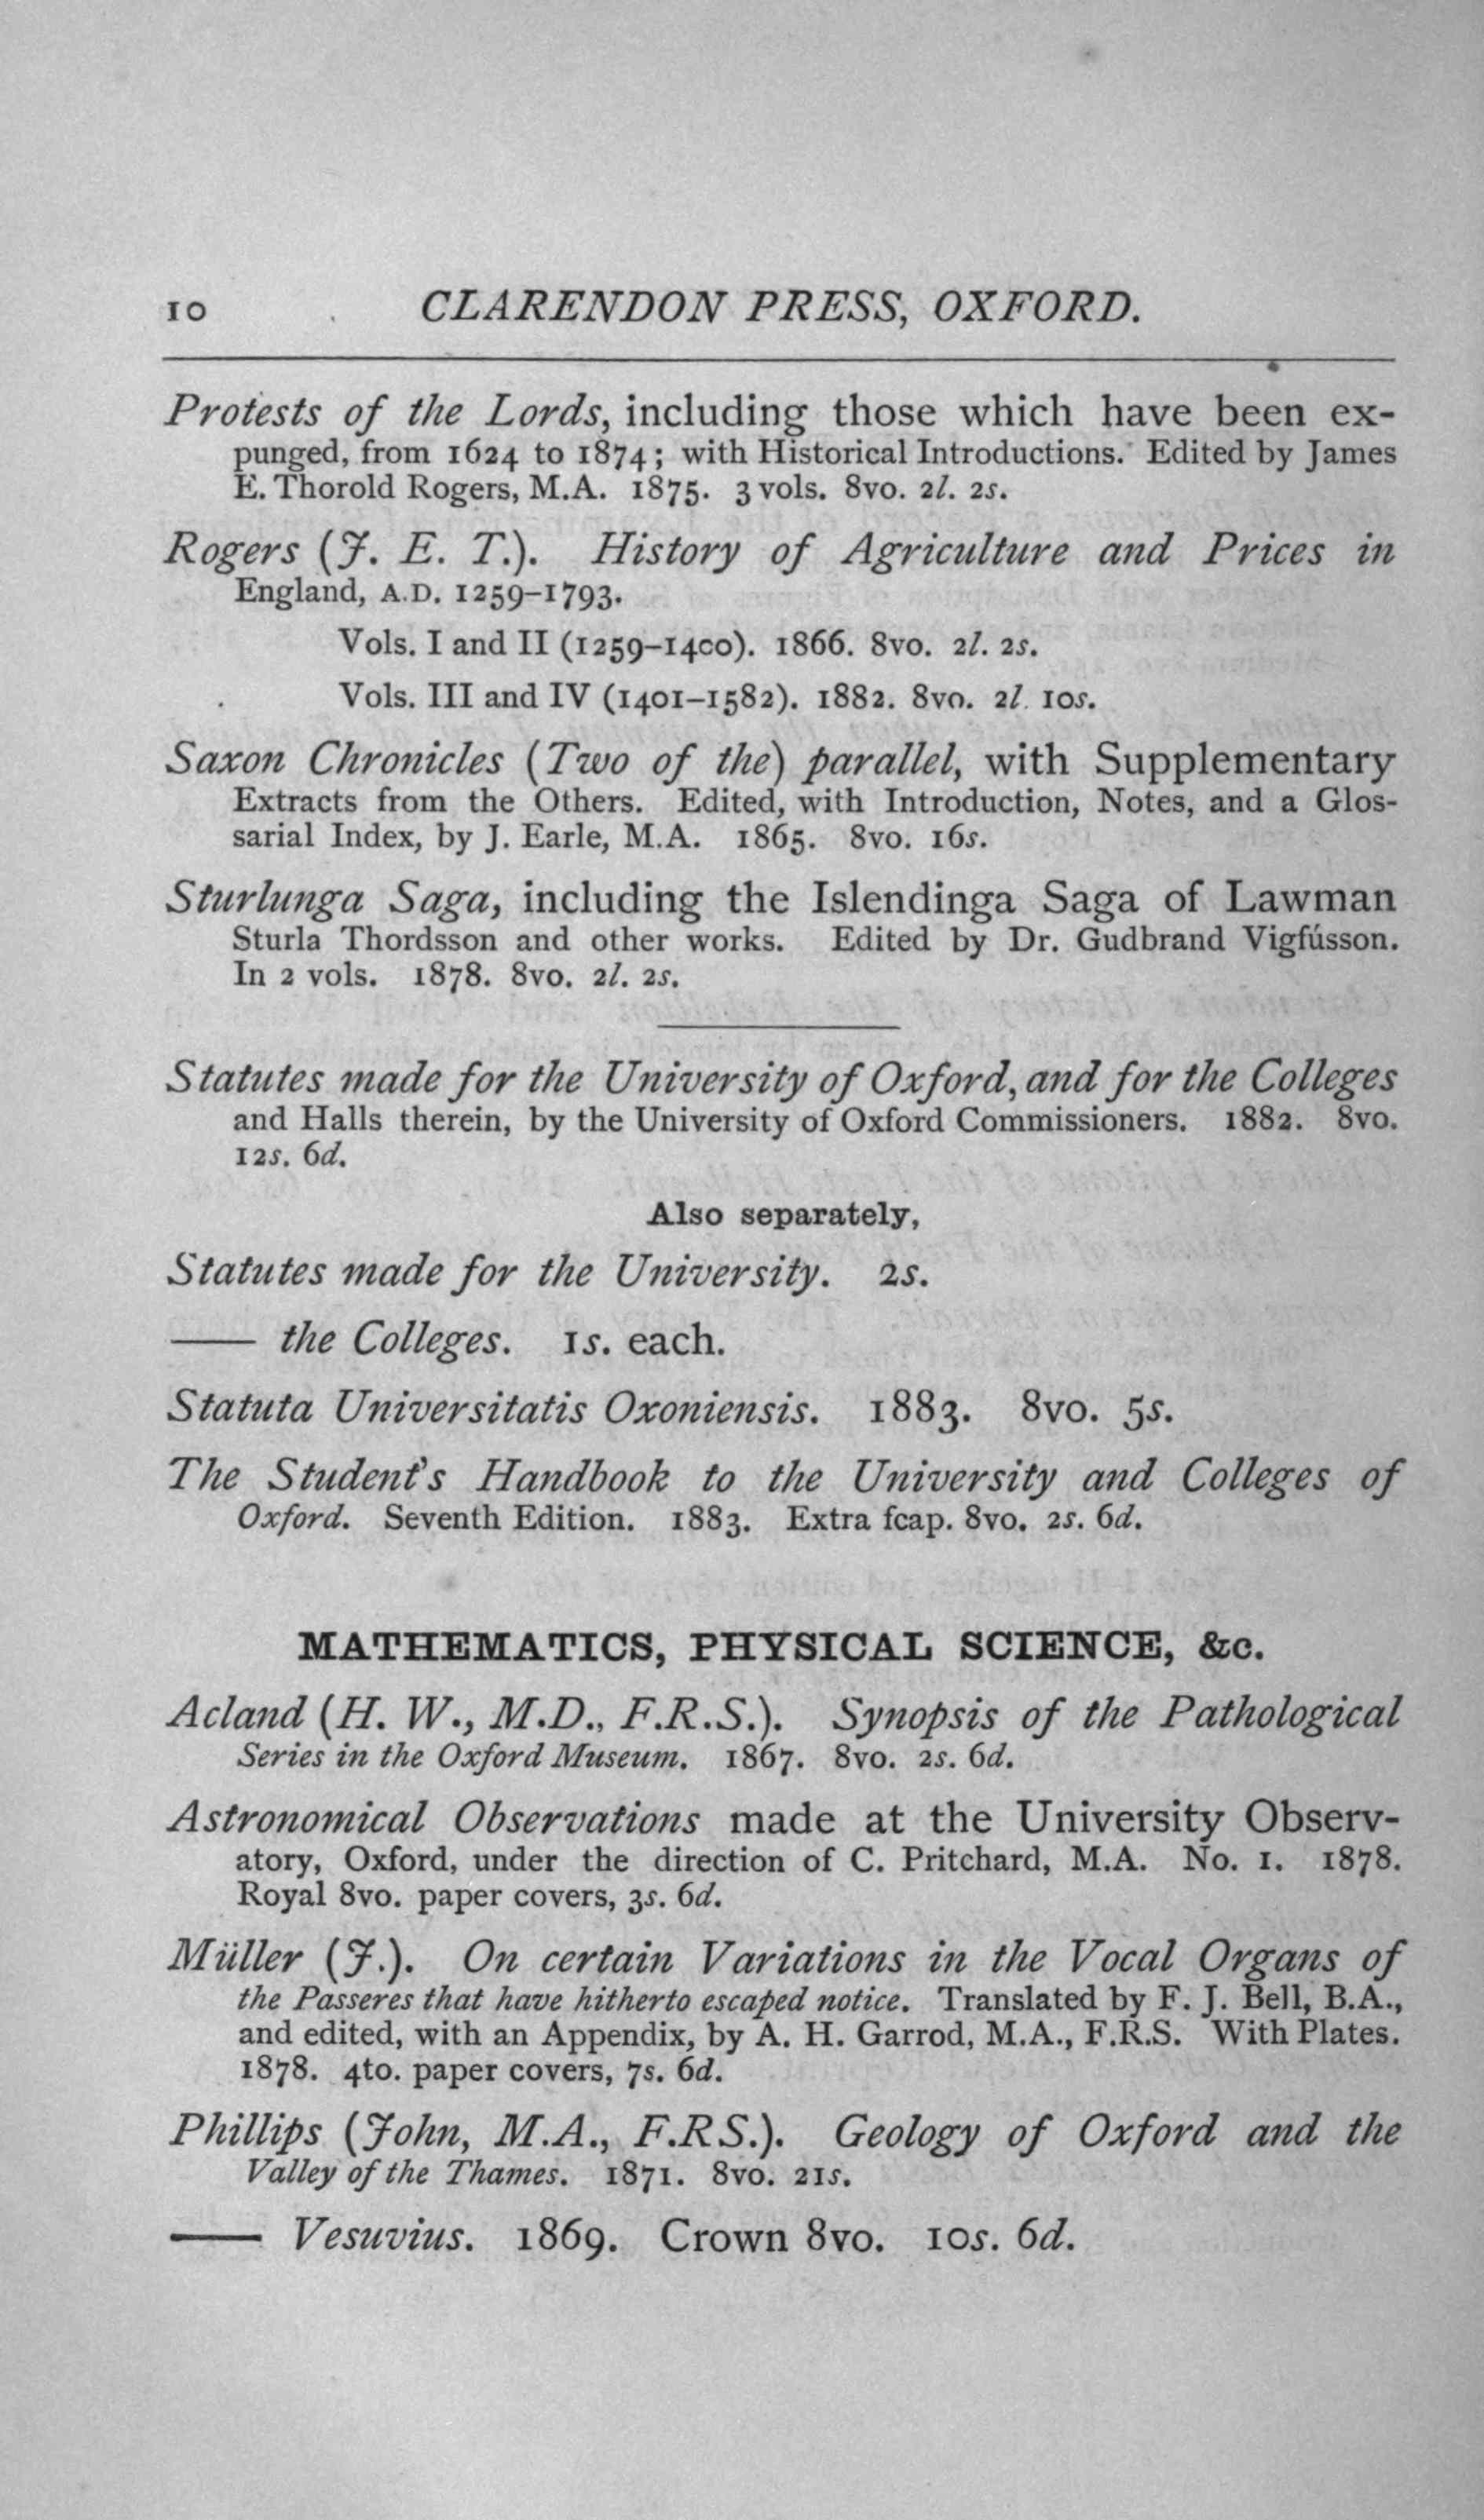 10 CLARENDON PRESS, OXFORD.
Protests of the Lords, including those which have been ex-
punged, from 1624 to 1874; with Historical Introductions. Edited by James
E. Thorold Rogers, M.A. 1875. 3 vols. 8vo. 2l. 2s.
Rogers (J. E. T.). History of Agriculture and Prices in
England, A.D. 1259–1793.
Vols. I and II (1259–1400). 1866. 8vo. 2l. 2s.
Vols. III and IV (1401–1582). 1882. 8vo. 2l. 10s.
Saxon Chronicles (Two of the) parallel, with Supplementary
Extracts from the Others. Edited, with Introduction, Notes, and a Glos-
sarial Index, by J. Earle, M.A. 1865. 8vo. 16s.
Sturlunga Saga, including the Islendinga Saga of Lawman
Sturla Thordsson and other works. Edited by Dr. Gudbrand Vigfússon.
In 2 vols. 1878. 8vo. 2l. 2s.
Statutes made for the University of Oxford, and for the Colleges
and Halls therein, by the University of Oxford Commissioners. 1882. 8vo.
12s. 6d.
Also separately,
Statutes made for the University. 2s.
—— the Colleges. 1s. each.
Statuta Universitatis Oxoniensis. 1883. 8vo. 5s.
The Student's Handbook to the University and Colleges of
Oxford. Seventh Edition. 1883. Extra fcap. 8vo. 2s. 6d.
MATHEMATICS, PHYSICAL SCIENCE, &c.
Acland (H. W., M.D., F.R.S.). Synopsis of the Pathological
Series in the Oxford Museum. 1867. 8vo. 2s. 6d.
Astronomical Observations made at the University Observ-
atory, Oxford, under the direction of C. Pritchard, M.A. No. 1. 1878.
Royal 8vo. paper covers, 3s. 6d.
Müller (J.). On certain Variations in the Vocal Organs of
the Passeres that have hitherto escaped notice. Translated by F. J. Bell, B.A.,
and edited, with an Appendix, by A. H. Garrod, M.A., F.R.S. With Plates.
1878. 4to. paper covers, 7s. 6d.
Phillips (John, M.A., F.R.S.). Geology of Oxford and the
Valley of the Thames. 1871. 8vo. 21s.
—— Vesuvius. 1869. Crown 8vo. 10s. 6d.